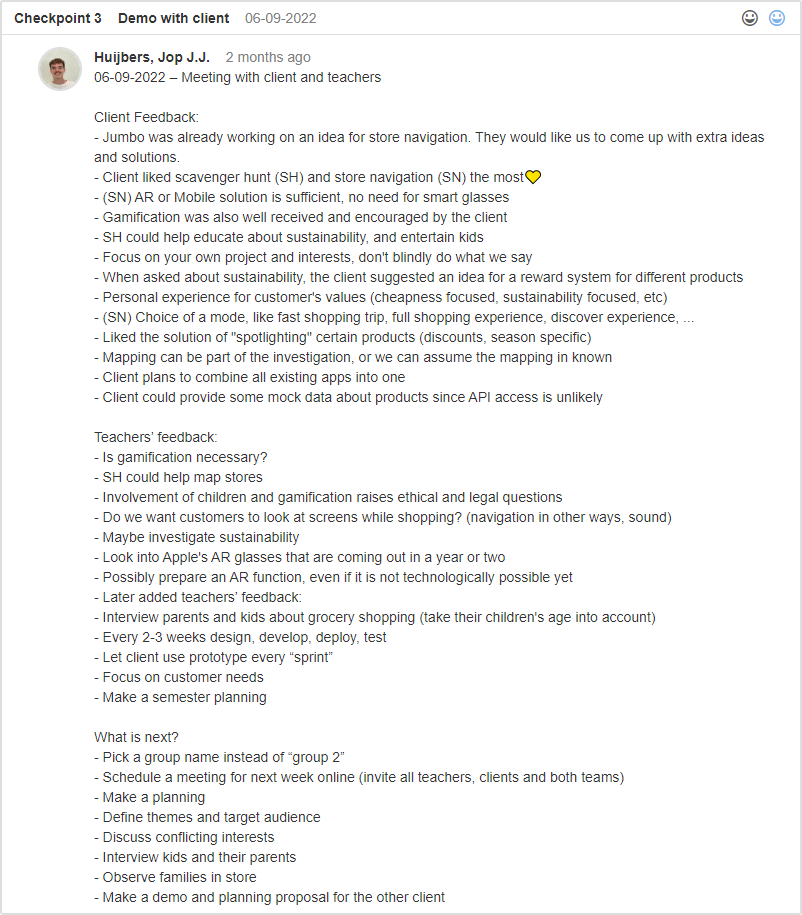 Checkpoint 3 Demo with client 06-09-2022
Huijbers, Jop J.J. 2 months ago
06-09-2022 – Meeting with client and teachers
Client Feedback:
- Jumbo was already working on an idea for store navigation. They would like us to come up with extra ideas
and solutions.
- Client liked scavenger hunt (SH) and store navigation (SN) the most💛
- (SN) AR or Mobile solution is sufficient, no need for smart glasses
- Gamification was also well received and encouraged by the client
- SH could help educate about sustainability, and entertain kids
- Focus on your own project and interests, don't blindly do what we say
- When asked about sustainability, the client suggested an idea for a reward system for different products
- Personal experience for customer's values (cheapness focused, sustainability focused, etc)
- (SN) Choice of a mode, like fast shopping trip, full shopping experience, discover experience, ...
- Liked the solution of "spotlighting" certain products (discounts, season specific)
- Mapping can be part of the investigation, or we can assume the mapping in known
- Client plans to combine all existing apps into one
- Client could provide some mock data about products since API access is unlikely
Teachers’ feedback:
- Is gamification necessary?
- SH could help map stores
- Involvement of children and gamification raises ethical and legal questions
- Do we want customers to look at screens while shopping? (navigation in other ways, sound)
- Maybe investigate sustainability
- Look into Apple's AR glasses that are coming out in a year or two
- Possibly prepare an AR function, even if it is not technologically possible yet
- Later added teachers’ feedback:
- Interview parents and kids about grocery shopping (take their children's age into account)
- Every 2-3 weeks design, develop, deploy, test
- Let client use prototype every “sprint”
- Focus on customer needs
- Make a semester planning
What is next?
- Pick a group name instead of “group 2”
- Schedule a meeting for next week online (invite all teachers, clients and both teams)
- Make a planning
- Define themes and target audience
- Discuss conflicting interests
- Interview kids and their parents
- Observe families in store
- Make a demo and planning proposal for the other client